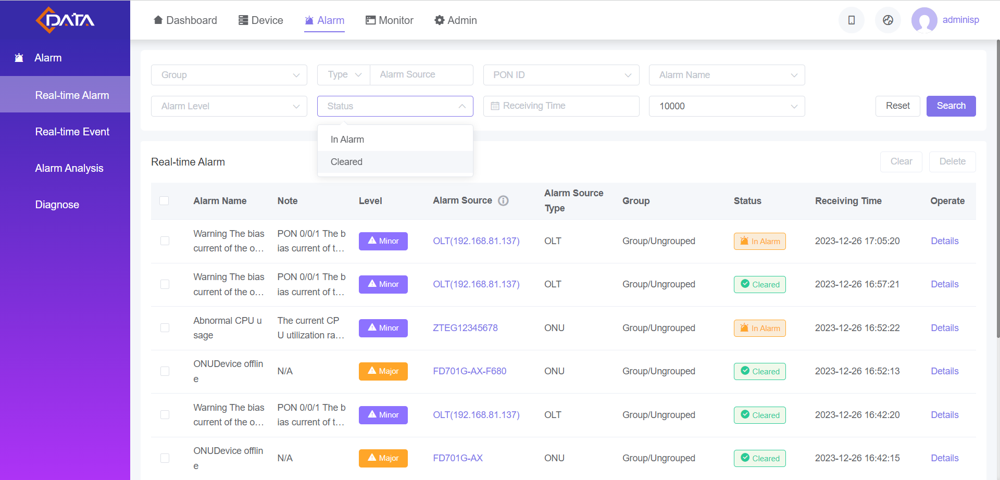 DATA
Dashboard
Device
Alarm
Monitor
Admin
adminisp
Alarm
Real-time Alarm
Real-time Event
Alarm Analysis
Diagnose
Group
Type
Alarm Source
PON ID
Alarm Name
Alarm Level
Status
Receiving Time
10000
Reset
Search
In Alarm
Cleared
Real-time Alarm
Clear
Delete
Alarm Name
Note
Level
Alarm Source
Alarm Source
Type
Group
Status
Receiving Time
Operate
Warning The bias
current of the o…
PON 0/0/1 The b
ias current of t…
Minor
OLT(192.168.81.137)
OLT
Group/Ungrouped
In Alarm
2023-12-26 17:05:20
Details
Warning The bias
current of the o…
PON 0/0/1 The b
ias current of t…
Minor
OLT(192.168.81.137)
OLT
Group/Ungrouped
Cleared
2023-12-26 16:57:21
Details
Abnormal CPU u
sage
The current CP
U utilization ra…
Minor
ZTEG12345678
ONU
Group/Ungrouped
In Alarm
2023-12-26 16:52:22
Details
ONUDevice offlin
e
N/A
Major
FD701G-AX-F680
ONU
Group/Ungrouped
Cleared
2023-12-26 16:52:13
Details
Warning The bias
current of the o…
PON 0/0/1 The b
ias current of t…
Minor
OLT(192.168.81.137)
OLT
Group/Ungrouped
Cleared
2023-12-26 16:42:20
Details
ONUDevice offlin
e
N/A
Major
FD701G-AX
ONU
Group/Ungrouped
Cleared
2023-12-26 16:42:15
Details